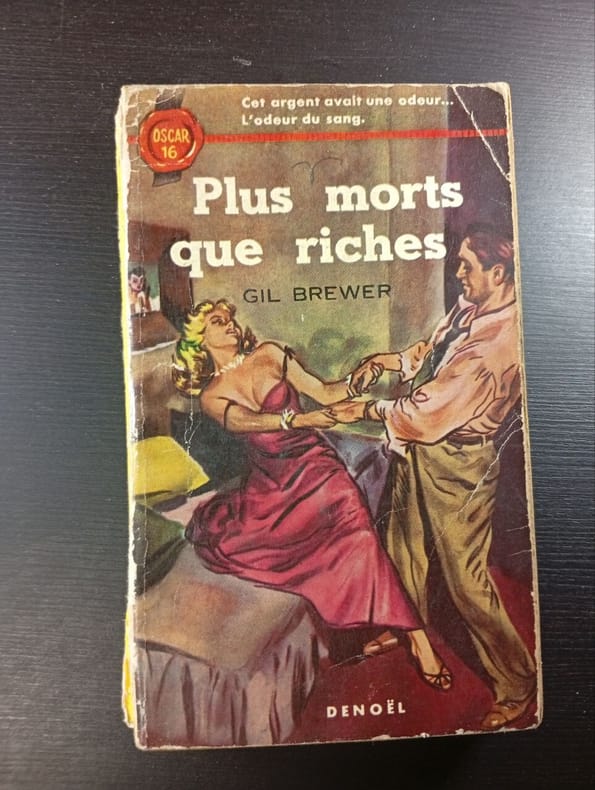 Cet argent avait une odeur...
L'odeur du sang.
OSCAR
16
Plus morts
que riches
GIL BREWER
DENOËL